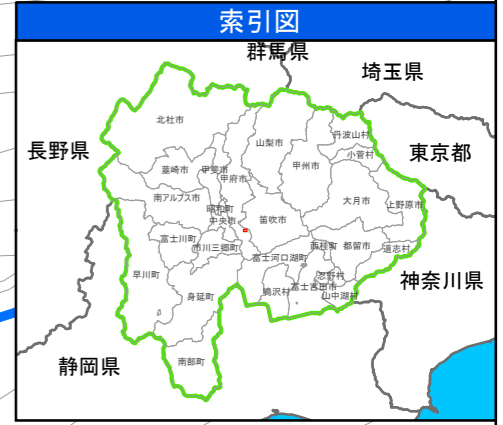 索引図
群馬県
埼玉県
長野県
東京都
神奈川県
静岡県
北杜市
山梨市
丹波山村
小菅村
韮崎市
甲斐市
甲府市
甲州市
南アルプス市
昭和町
中央市
笛吹市
大月市
上野原市
富士川町
市川三郷町
富士河口湖町
西桂町
都留市
道志村
早川町
身延町
鳴沢村
富士吉田市
忍野村
山中湖村
南部町